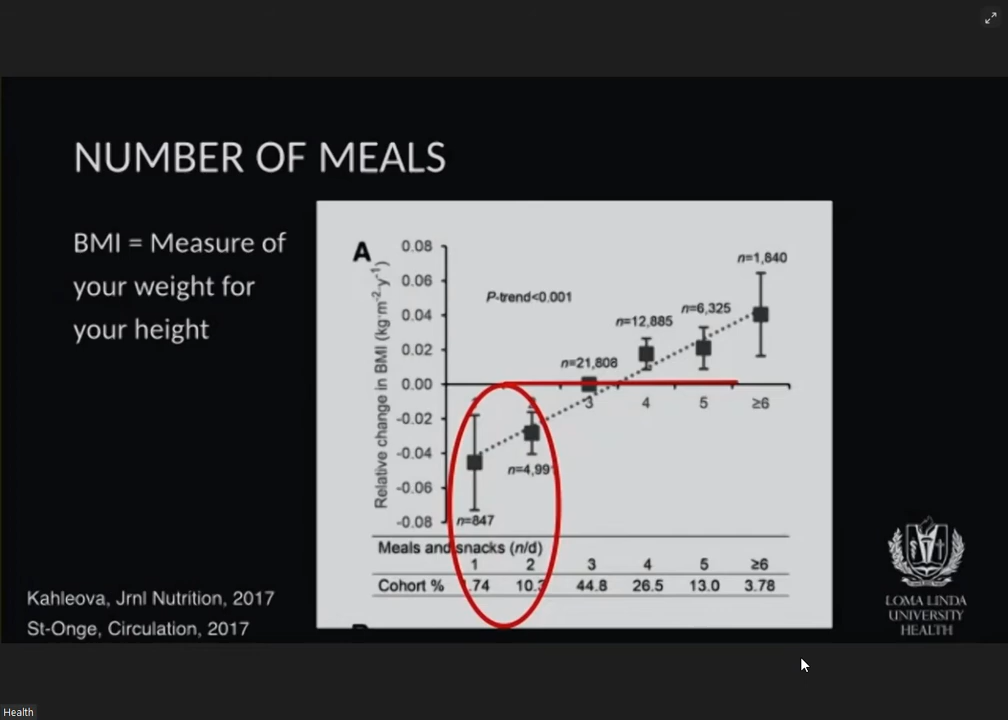 NUMBER OF MEALS
BMI = Measure of
your weight for
your height
A
Relative change in BMI (kg·m-2·y-1)
0.08
0.06
0.04
0.02
0.00
-0.02
-0.04
-0.06
-0.08
P-trend<0.001
n=847
n=4,99
n=21,808
n=12,885
n=6,325
n=1,840
2 3 4 5 ≥6
Meals and snacks (n/d)
1 2 3 4 5 ≥6
Cohort % .74 10. 44.8 26.5 13.0 3.78
Kahleova, Jrnl Nutrition, 2017
St-Onge, Circulation, 2017
LOMA LINDA
UNIVERSITY
HEALTH
Health